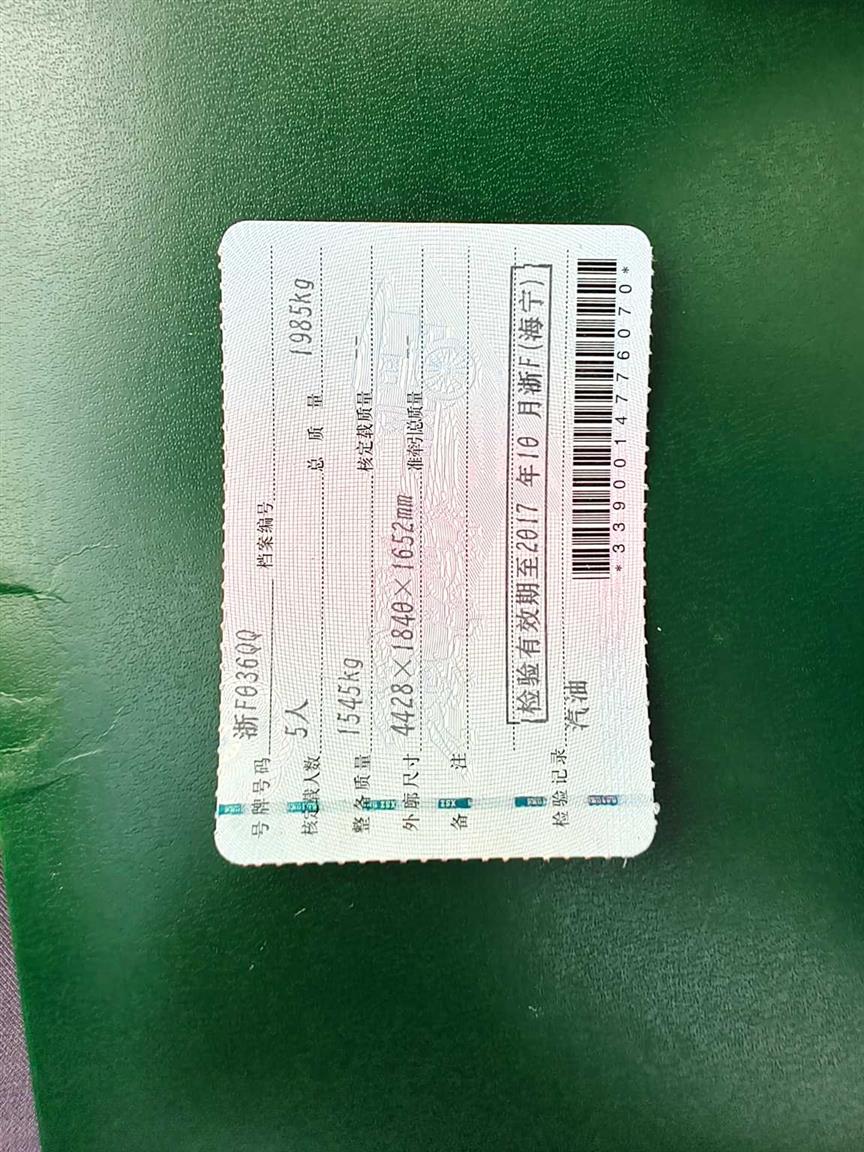 号牌号码 浙F036QQ 档案编号
核定载人数 5人 总质量 1985kg
整备质量 1545kg 核定载质量 --
外廓尺寸 4428×1840×1652mm 准牵引总质量 --
备注
检验有效期至2017 年10 月浙F(海宁)
检验记录
汽油
*3390014776070*